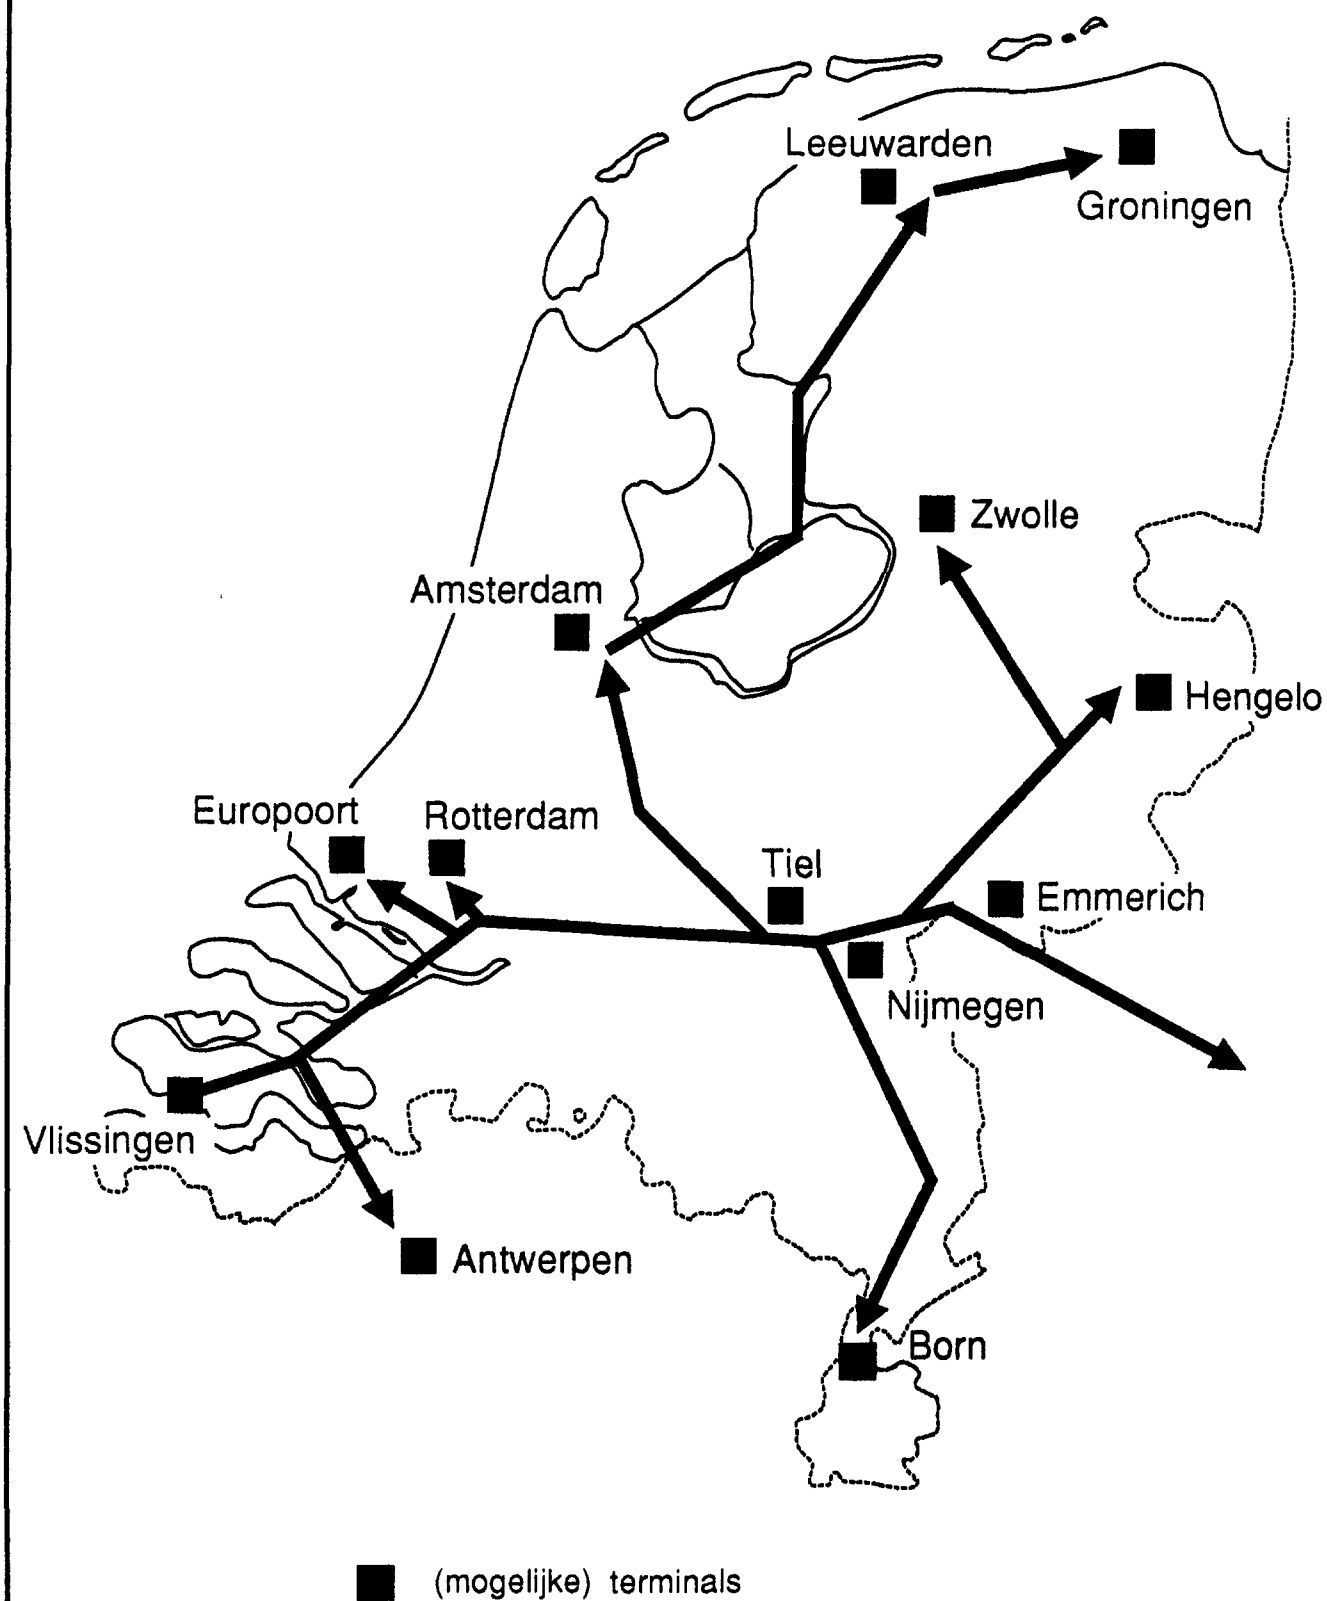 Leeuwarden
Groningen
Zwolle
Amsterdam
Hengelo
Europoort
Rotterdam
Tiel
Emmerich
Nijmegen
Vlissingen
Antwerpen
Born
(mogelijke) terminals